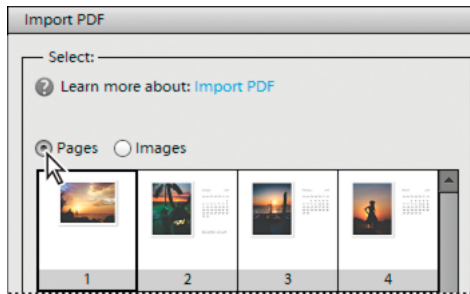 Import PDF
Select:
Learn more about: Import PDF
Pages Images
1 2 3 4